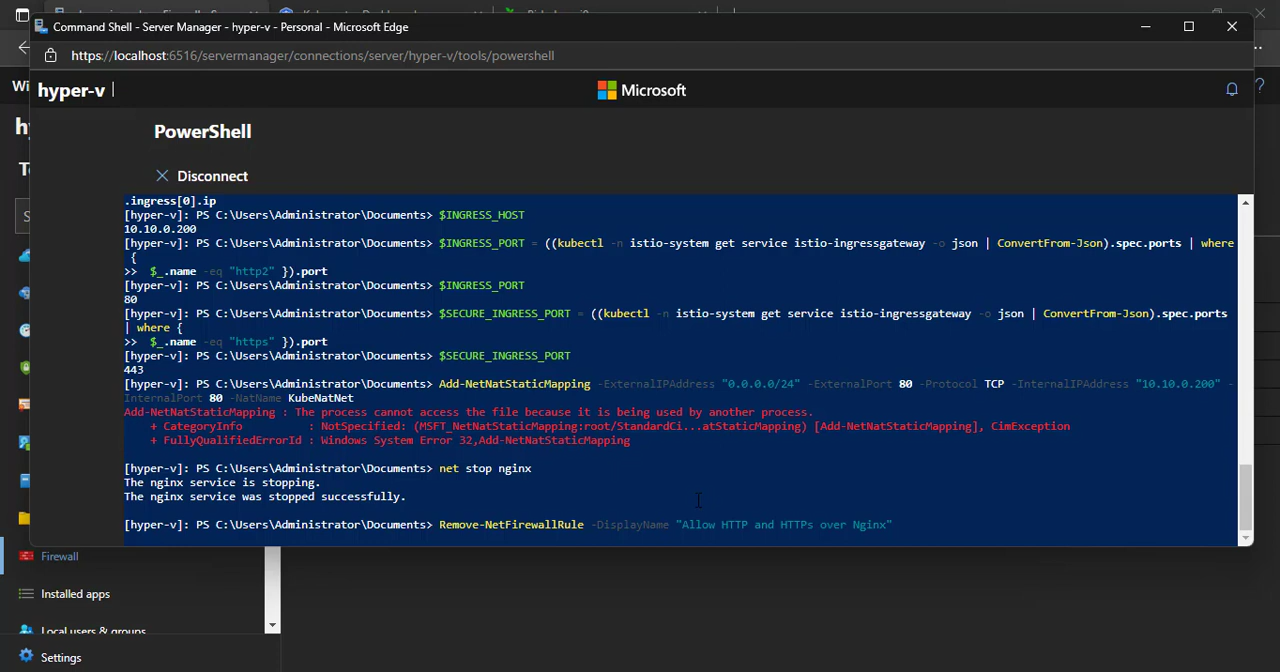 Command Shell - Server Manager - hyper-v - Personal - Microsoft Edge
https://localhost:6516/servermanager/connections/server/hyper-v/tools/powershell
hyper-v
Microsoft
PowerShell
Disconnect
.ingress[0].ip
[hyper-v]: PS C:\Users\Administrator\Documents> $INGRESS_HOST
10.10.0.200
[hyper-v]: PS C:\Users\Administrator\Documents> $INGRESS_PORT = ((kubectl -n istio-system get service istio-ingressgateway -o json | ConvertFrom-Json).spec.ports | where
{
>> $_.name -eq "http2" }).port
[hyper-v]: PS C:\Users\Administrator\Documents> $INGRESS_PORT
80
[hyper-v]: PS C:\Users\Administrator\Documents> $SECURE_INGRESS_PORT = ((kubectl -n istio-system get service istio-ingressgateway -o json | ConvertFrom-Json).spec.ports
| where {
>> $_.name -eq "https" }).port
[hyper-v]: PS C:\Users\Administrator\Documents> $SECURE_INGRESS_PORT
443
[hyper-v]: PS C:\Users\Administrator\Documents> Add-NetNatStaticMapping -ExternalIPAddress "0.0.0.0/24" -ExternalPort 80 -Protocol TCP -InternalIPAddress "10.10.0.200" -
InternalPort 80 -NatName KubeNatNet
Add-NetNatStaticMapping : The process cannot access the file because it is being used by another process.
+ CategoryInfo : NotSpecified: (MSFT_NetNatStaticMapping:root/StandardCi...atStaticMapping) [Add-NetNatStaticMapping], CimException
+ FullyQualifiedErrorId : Windows System Error 32,Add-NetNatStaticMapping
[hyper-v]: PS C:\Users\Administrator\Documents> net stop nginx
The nginx service is stopping.
The nginx service was stopped successfully.
[hyper-v]: PS C:\Users\Administrator\Documents> Remove-NetFirewallRule -DisplayName "Allow HTTP and HTTPs over Nginx"
Firewall
Installed apps
Local users & groups
Settings